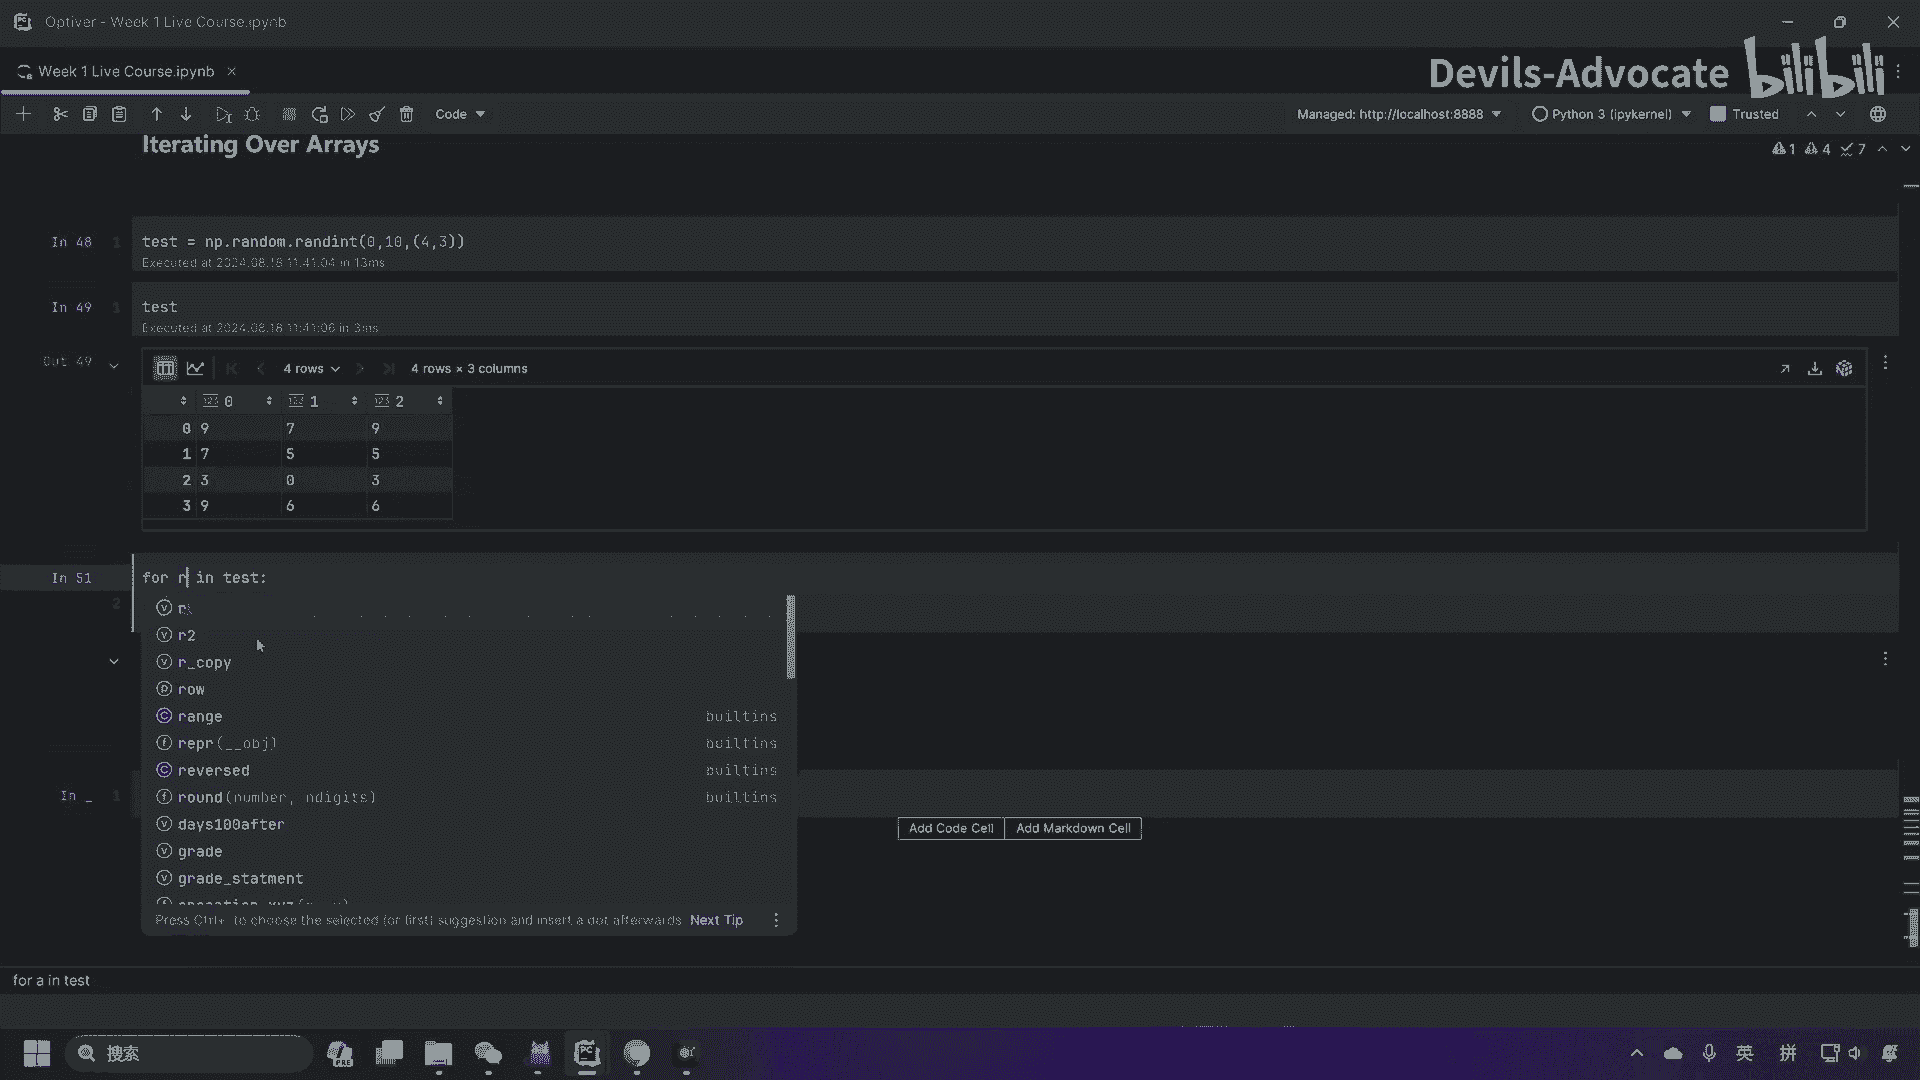 Optiver - Week 1 Live Course.ipynb
Week 1 Live Course.ipynb
Devils-Advocate bilibili
Code
Managed: http://localhost:8888
Python 3 (ipykernel)
Trusted
Iterating Over Arrays
1 4 7
In 48 1 test = np.random.randint(0,10,(4,3))
Executed at 2024.08.18 11:41:04 in 13ms
In 49 1 test
Executed at 2024.08.18 11:41:06 in 3ms
Out 49
4 rows 4 rows × 3 columns
0 1 2
0 9 7 9
1 7 5 5
2 3 0 3
3 9 6 6
In 51 for r in test:
2
r
r2
r_copy
row
range builtins
repr(__obj) builtins
reversed builtins
round(number, ndigits) builtins
days100after
grade
grade_statment
Press Ctrl+. to choose the selected (or first) suggestion and insert a dot afterwards Next Tip
In _ 1
Add Code Cell Add Markdown Cell
for a in test
搜索
英 拼